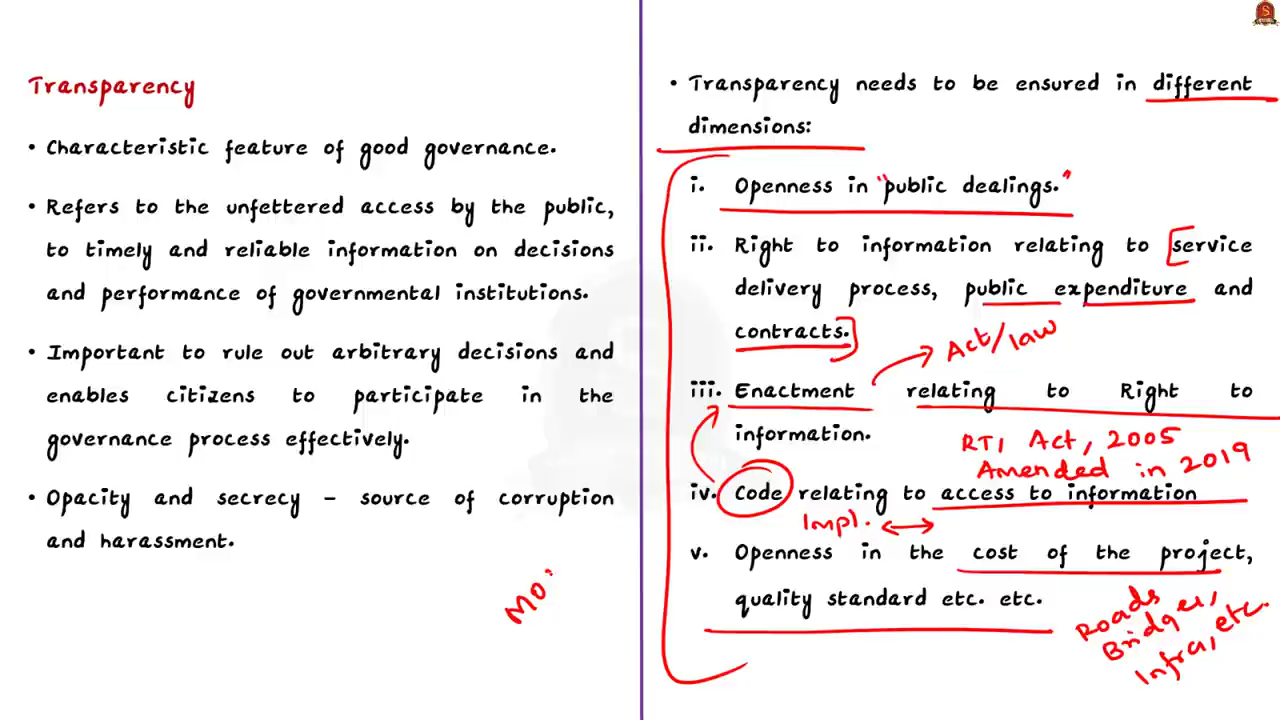 Transparency
• Characteristic feature of good governance.
• Refers to the unfettered access by the public,
to timely and reliable information on decisions
and performance of governmental institutions.
• Important to rule out arbitrary decisions and
enables citizens to participate in the
governance process effectively.
• Opacity and secrecy – source of corruption
and harassment.
Mo
• Transparency needs to be ensured in different
dimensions:
i. Openness in "public dealings."
ii. Right to information relating to [service
delivery process, public expenditure and
contracts.]
Act/law
iii. Enactment relating to Right to
information.
RTI Act, 2005
Amended in 2019
iv. Code relating to access to information
Impl.
v. Openness in the cost of the project,
quality standard etc. etc.
Roads
Bridges,
Infra, etc.